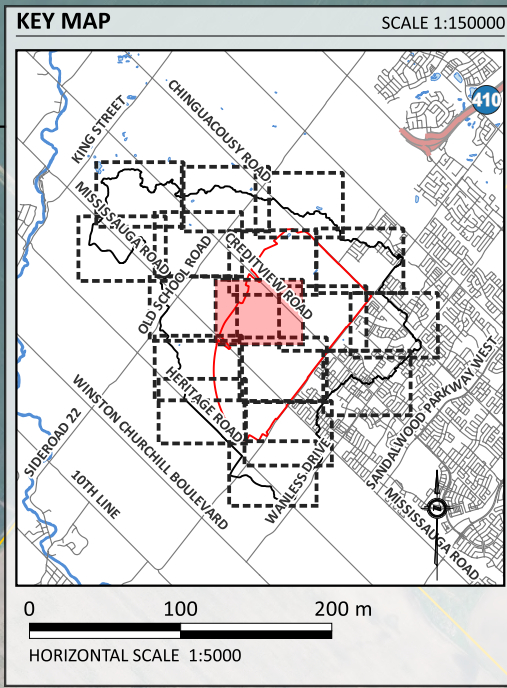 KEY MAP SCALE 1:150000
410
KING STREET
CHINGUACOUSY ROAD
MISSISSAUGA ROAD
OLD SCHOOL ROAD
CREDITVIEW ROAD
HERITAGE ROAD
WINSTON CHURCHILL BOULEVARD
SIDEROAD 22
10TH LINE
WANLESS DRIVE
SANDALWOOD PARKWAY WEST
MISSISSAUGA ROAD
0 100 200 m
HORIZONTAL SCALE 1:5000